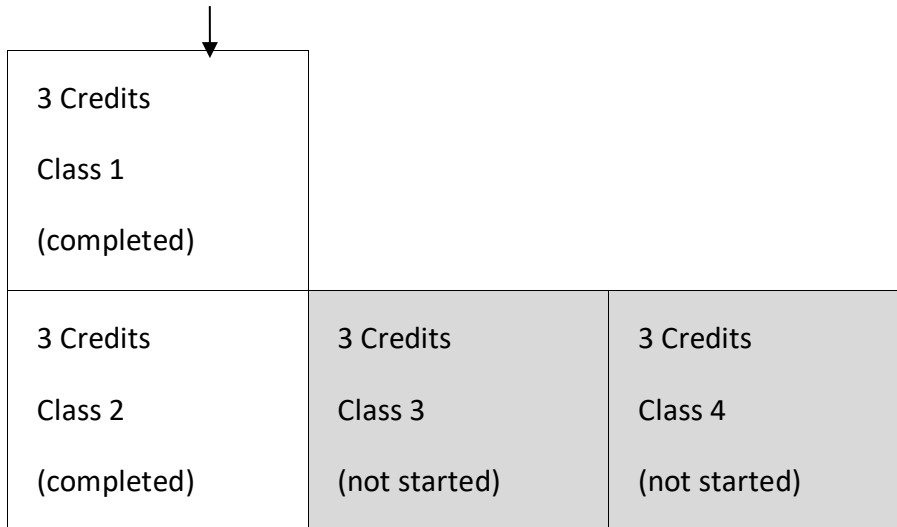 3 Credits
Class 1
(completed)
3 Credits
Class 2
(completed)
3 Credits
Class 3
(not started)
3 Credits
Class 4
(not started)